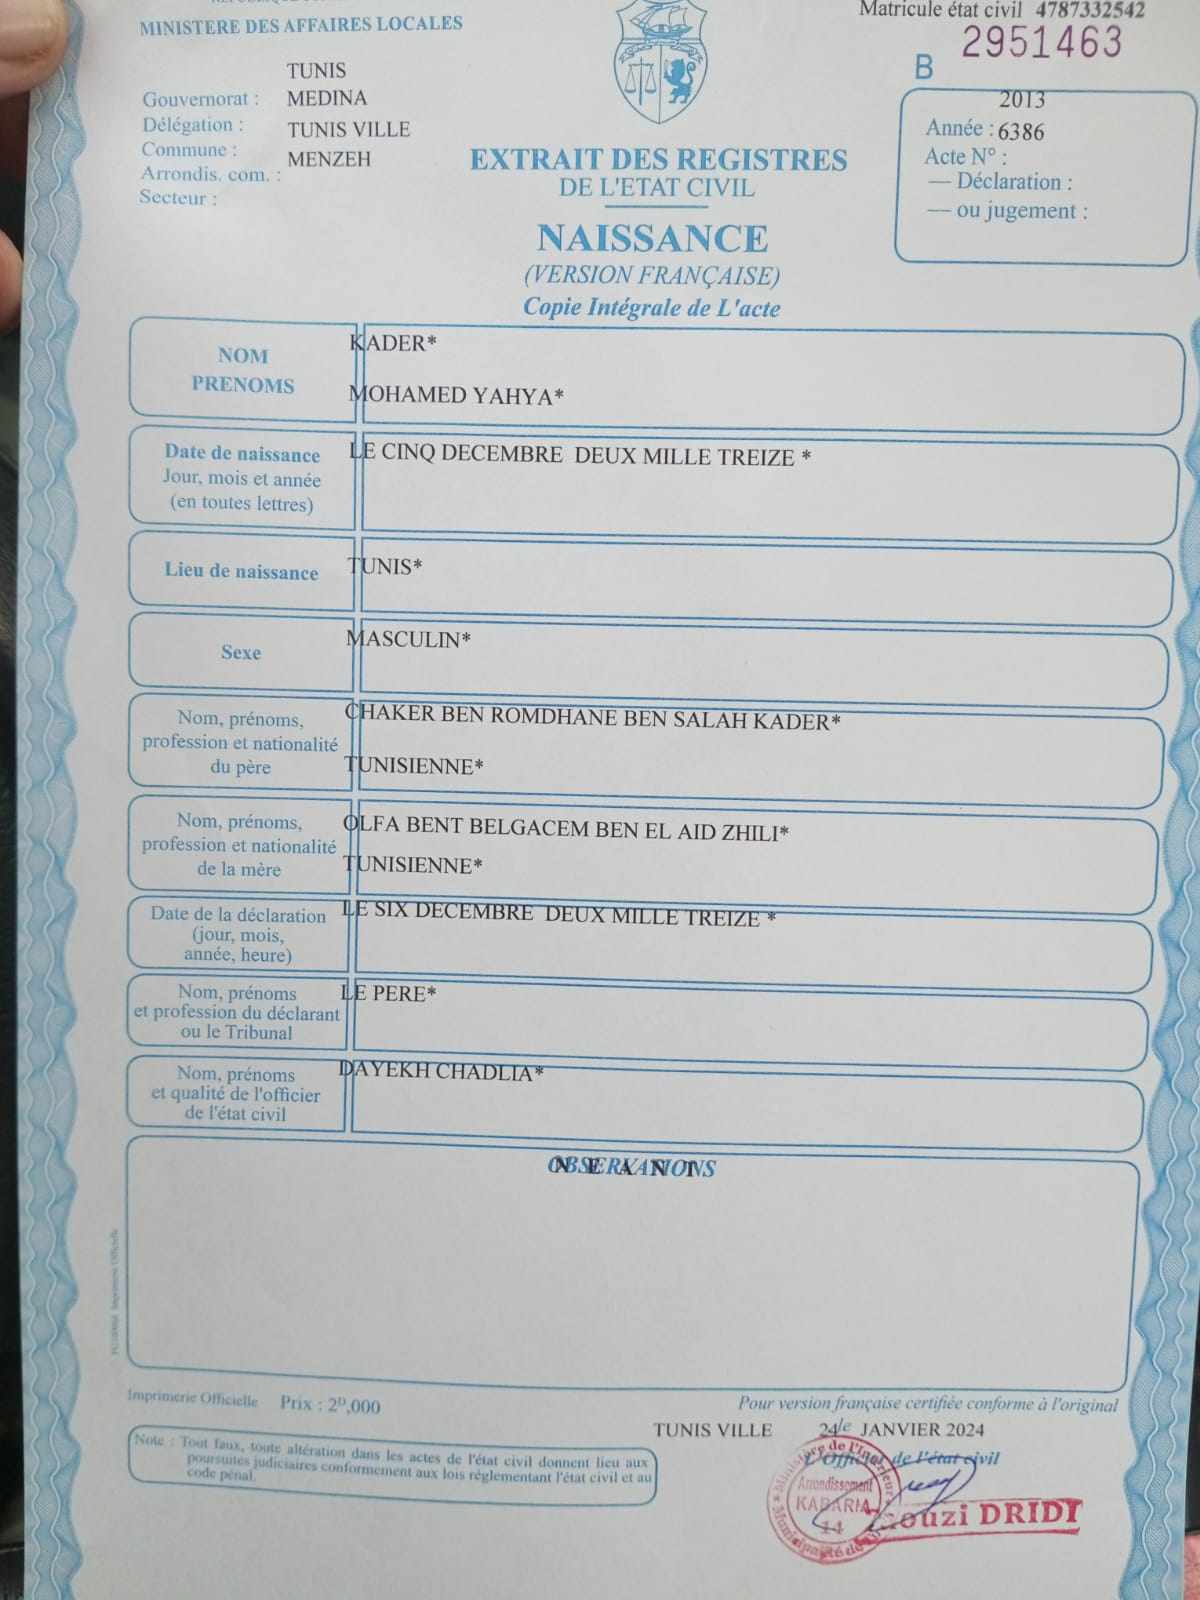 MINISTERE DES AFFAIRES LOCALES
Matricule état civil 4787332542
B 2951463
TUNIS
Gouvernorat : MEDINA
Délégation : TUNIS VILLE
Commune : MENZEH
Arrondis. com. :
Secteur :
2013
Année : 6386
Acte N° :
— Déclaration :
— ou jugement :
EXTRAIT DES REGISTRES
DE L'ETAT CIVIL
NAISSANCE
(VERSION FRANÇAISE)
Copie Intégrale de L'acte
NOM
PRENOMS
KADER*
MOHAMED YAHYA*
Date de naissance
Jour, mois et année
(en toutes lettres)
LE CINQ DECEMBRE DEUX MILLE TREIZE *
Lieu de naissance
TUNIS*
Sexe
MASCULIN*
Nom, prénoms,
profession et nationalité
du père
CHAKER BEN ROMDHANE BEN SALAH KADER*
TUNISIENNE*
Nom, prénoms,
profession et nationalité
de la mère
OLFA BENT BELGACEM BEN EL AID ZHILI*
TUNISIENNE*
Date de la déclaration
(jour, mois,
année, heure)
LE SIX DECEMBRE DEUX MILLE TREIZE *
Nom, prénoms
et profession du déclarant
ou le Tribunal
LE PERE*
Nom, prénoms
et qualité de l'officier
de l'état civil
DAYEKH CHADLIA*
OBSERVATIONS
N E A N T
Imprimerie Officielle Prix : 2ᴰ,000
Note : Tout faux, toute altération dans les actes de l'état civil donnent lieu aux
poursuites judiciaires conformement aux lois réglementant l'état civil et au
code pénal.
Pour version française certifiée conforme à l'original
TUNIS VILLE 24 le JANVIER 2024
L'Officier de l'état civil
Ministère de l'Interieur
Arrondissement
KABARIA
14
DRIDI